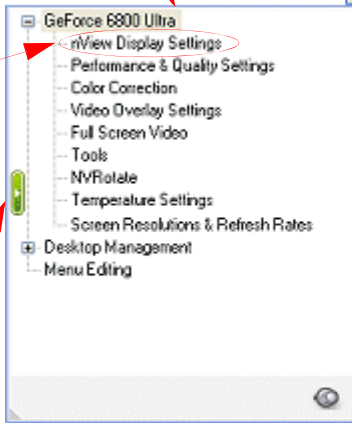 GeForce 6800 Ultra
nView Display Settings
Performance & Quality Settings
Color Correction
Video Overlay Settings
Full Screen Video
Tools
NVRotate
Temperature Settings
Screen Resolutions & Refresh Rates
Desktop Management
Menu Editing